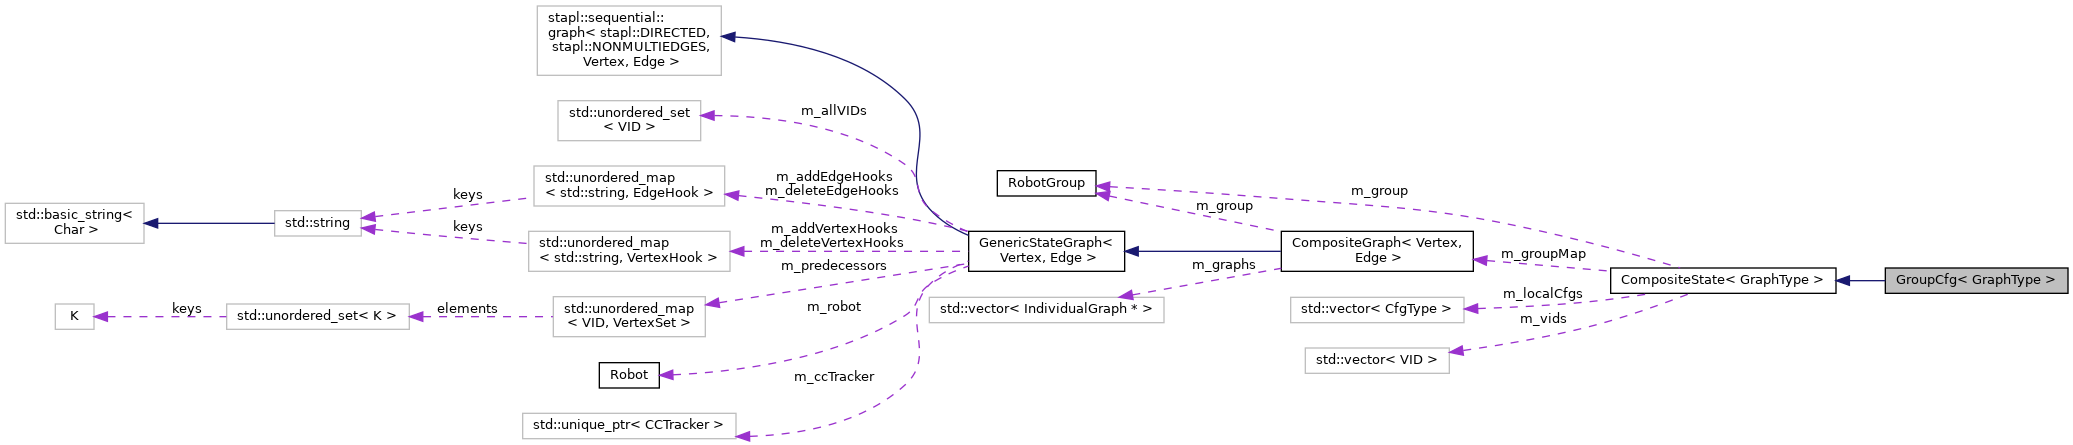 stapl::sequential::
graph< stapl::DIRECTED,
stapl::NONMULTIEDGES,
Vertex, Edge >
std::unordered_set
< VID >
m_allVIDs
std::unordered_map
< std::string, EdgeHook >
m_addEdgeHooks
m_deleteEdgeHooks
keys
std::basic_string<
Char >
std::string
keys
std::unordered_map
< std::string, VertexHook >
m_addVertexHooks
m_deleteVertexHooks
m_predecessors
K
keys
std::unordered_set< K >
elements
std::unordered_map
< VID, VertexSet >
m_robot
Robot
m_ccTracker
std::unique_ptr< CCTracker >
GenericStateGraph<
Vertex, Edge >
RobotGroup
m_group
m_group
CompositeGraph< Vertex,
Edge >
m_graphs
std::vector< IndividualGraph * >
m_groupMap
CompositeState< GraphType >
GroupCfg< GraphType >
m_localCfgs
std::vector< CfgType >
m_vids
std::vector< VID >